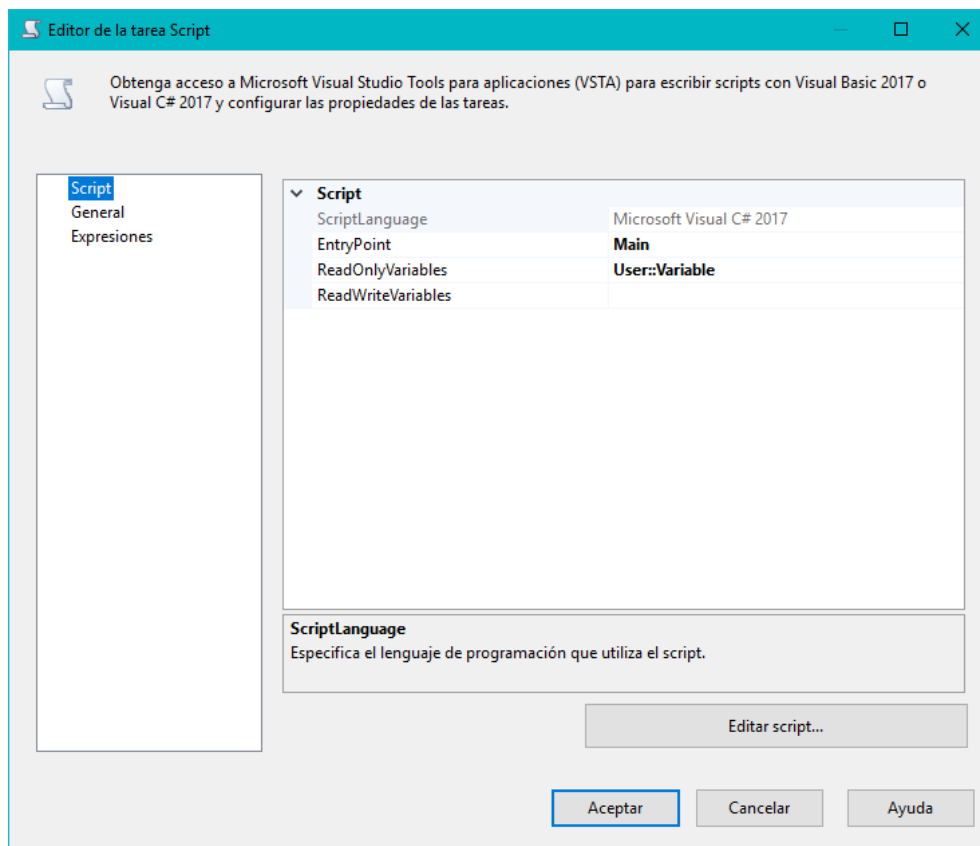 Editor de la tarea Script
Obtenga acceso a Microsoft Visual Studio Tools para aplicaciones (VSTA) para escribir scripts con Visual Basic 2017 o
Visual C# 2017 y configurar las propiedades de las tareas.
Script
General
Expresiones
Script
ScriptLanguage Microsoft Visual C# 2017
EntryPoint Main
ReadOnlyVariables User::Variable
ReadWriteVariables
ScriptLanguage
Especifica el lenguaje de programación que utiliza el script.
Editar script...
Aceptar Cancelar Ayuda